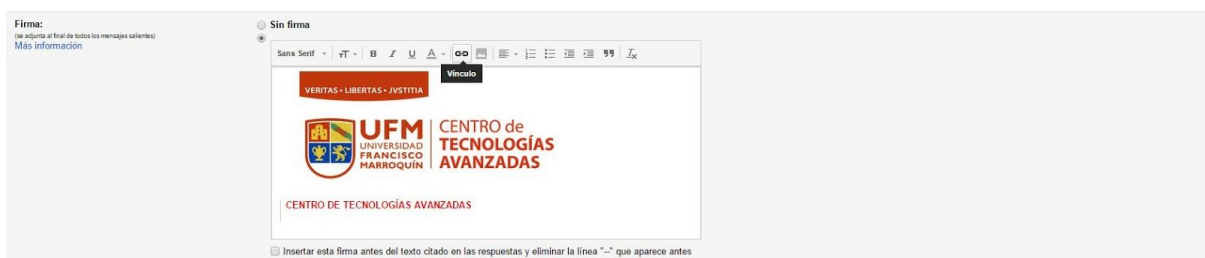 Firma:
(se adjunta al final de todos los mensajes salientes)
Más información
Sin firma
Sans Serif
B I U A
Vínculo
VERITAS • LIBERTAS • JVSTITIA
UFM
UNIVERSIDAD
FRANCISCO
MARROQUÍN
CENTRO de
TECNOLOGÍAS
AVANZADAS
CENTRO DE TECNOLOGÍAS AVANZADAS
Insertar esta firma antes del texto citado en las respuestas y eliminar la línea "--" que aparece antes